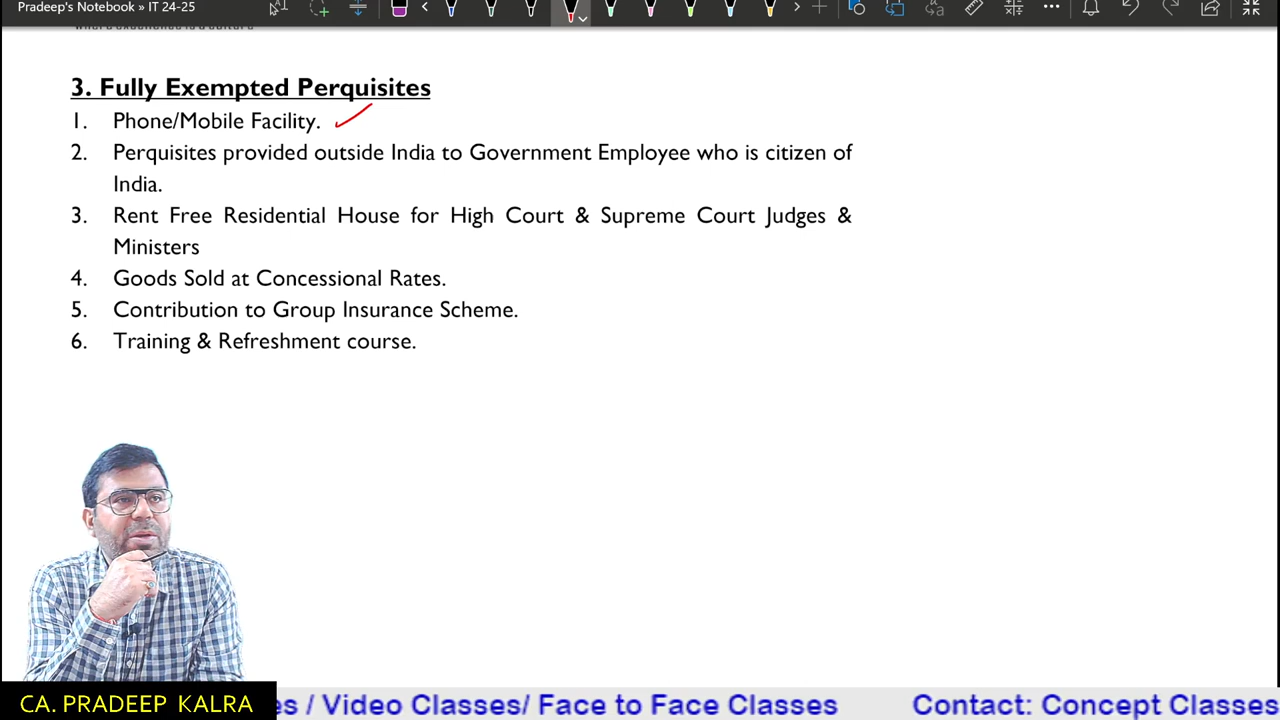 Pradeep's Notebook » IT 24-25
3. Fully Exempted Perquisites
1. Phone/Mobile Facility.
2. Perquisites provided outside India to Government Employee who is citizen of
India.
3. Rent Free Residential House for High Court & Supreme Court Judges &
Ministers
4. Goods Sold at Concessional Rates.
5. Contribution to Group Insurance Scheme.
6. Training & Refreshment course.
CA. PRADEEP KALRA
/ Video Classes/ Face to Face Classes Contact: Concept Classes